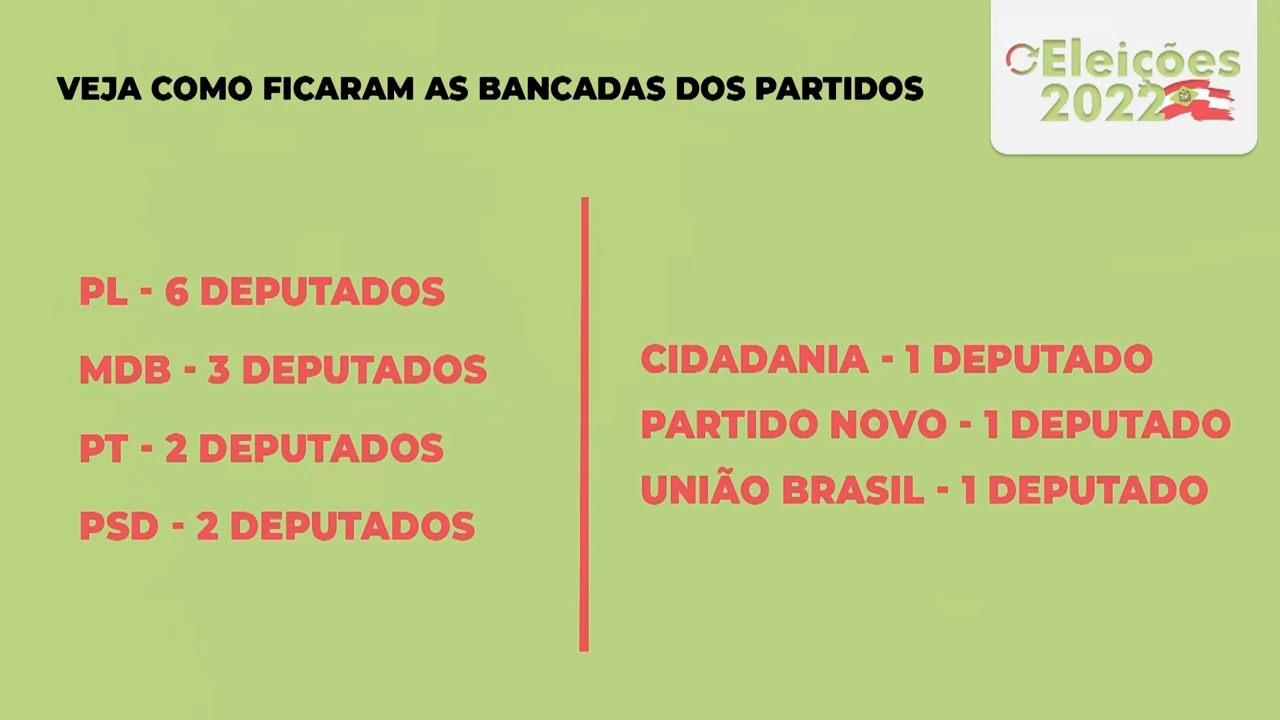 VEJA COMO FICARAM AS BANCADAS DOS PARTIDOS
Eleições
2022
PL - 6 DEPUTADOS
MDB - 3 DEPUTADOS
PT - 2 DEPUTADOS
PSD - 2 DEPUTADOS
CIDADANIA - 1 DEPUTADO
PARTIDO NOVO - 1 DEPUTADO
UNIÃO BRASIL - 1 DEPUTADO